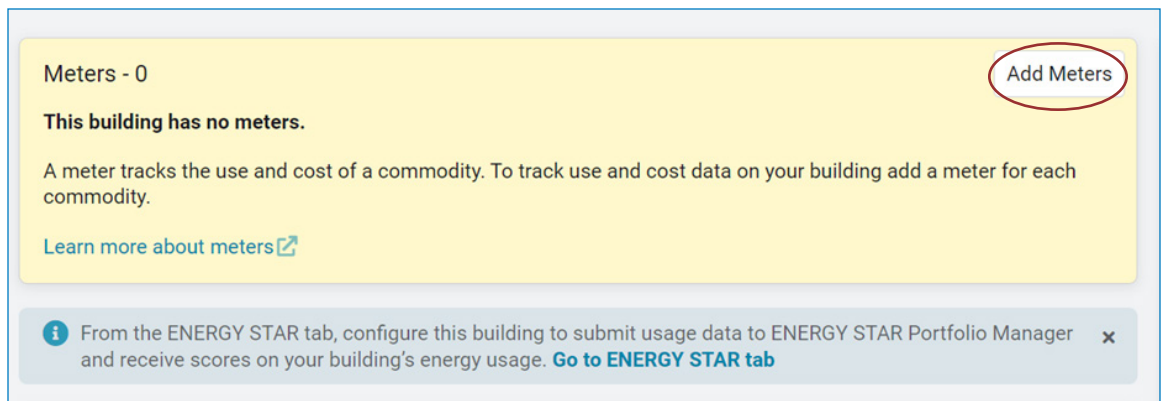 Meters - 0
Add Meters
This building has no meters.
A meter tracks the use and cost of a commodity. To track use and cost data on your building add a meter for each
commodity.
Learn more about meters
From the ENERGY STAR tab, configure this building to submit usage data to ENERGY STAR Portfolio Manager
and receive scores on your building’s energy usage. Go to ENERGY STAR tab